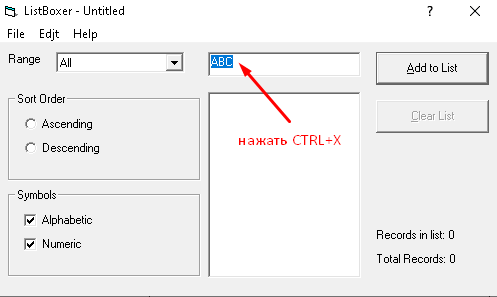 ListBoxer - Untitled
File Edjt Help
Range All ABC Add to List
Sort Order Clear List
Ascending
Descending
нажать CTRL+X
Symbols
Alphabetic
Numeric
Records in list: 0
Total Records: 0